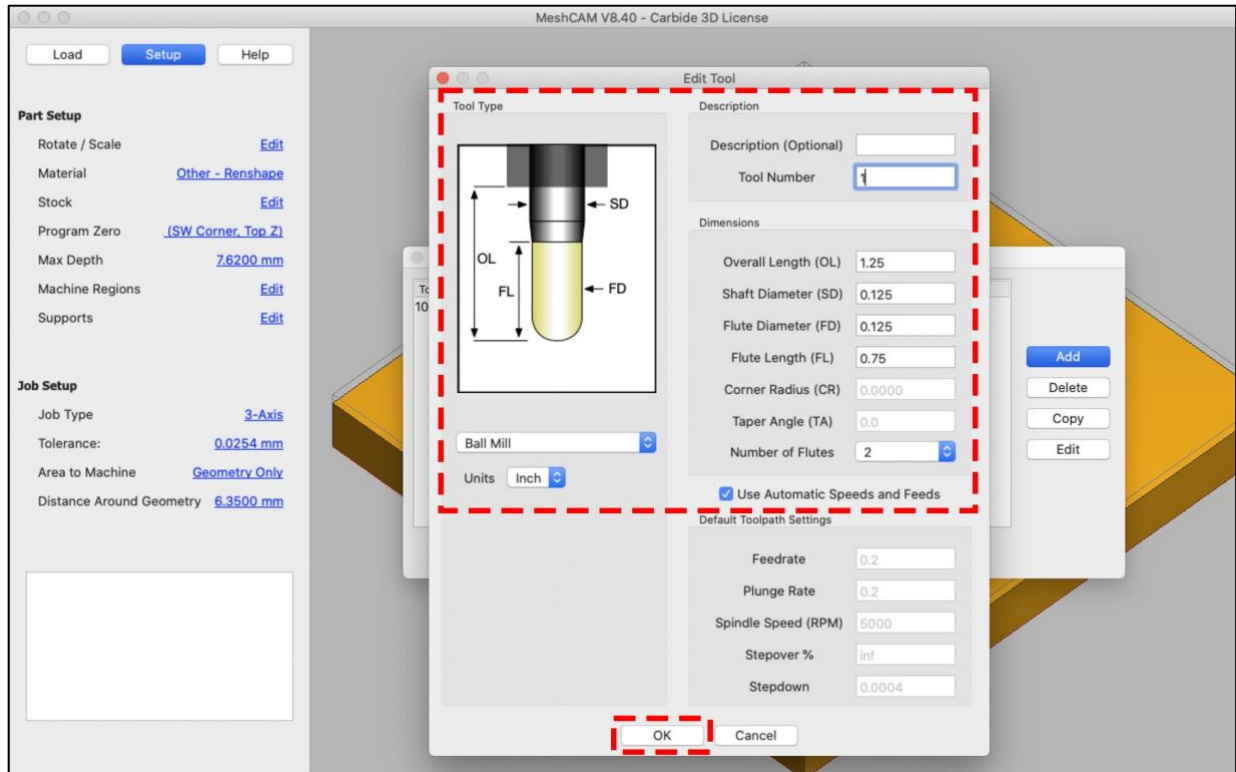 MeshCAM V8.40 - Carbide 3D License
Load Setup Help
Part Setup
Rotate / Scale Edit
Material Other - Renshape
Stock Edit
Program Zero (SW Corner, Top Z)
Max Depth 7.6200 mm
Machine Regions Edit
Supports Edit
Job Setup
Job Type 3-Axis
Tolerance: 0.0254 mm
Area to Machine Geometry Only
Distance Around Geometry 6.3500 mm
10
Edit Tool
Tool Type
SD
OL
FL
FD
Ball Mill
Units Inch
Description
Description (Optional)
Tool Number 1
Dimensions
Overall Length (OL) 1.25
Shaft Diameter (SD) 0.125
Flute Diameter (FD) 0.125
Flute Length (FL) 0.75
Corner Radius (CR) 0.0000
Taper Angle (TA) 0.0
Number of Flutes 2
Use Automatic Speeds and Feeds
Default Toolpath Settings
Feedrate 0.2
Plunge Rate 0.2
Spindle Speed (RPM) 5000
Stepover % inf
Stepdown 0.0004
OK Cancel
Add
Delete
Copy
Edit